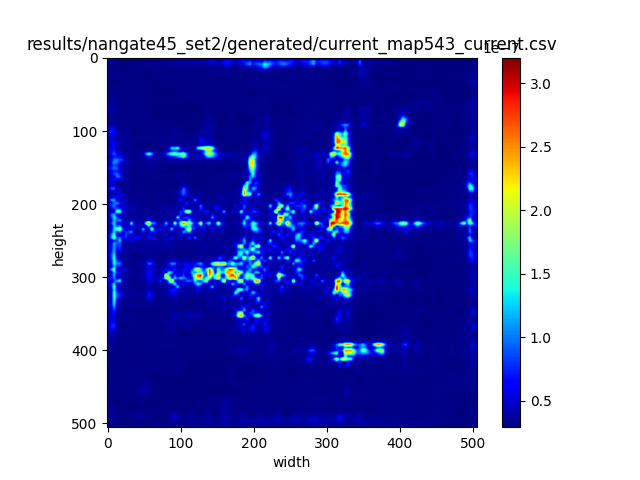 results/nangate45_set2/generated/current_map543_current.csv
1e−7
0
100
200
300
400
500
height
0 100 200 300 400 500
width
3.0
2.5
2.0
1.5
1.0
0.5